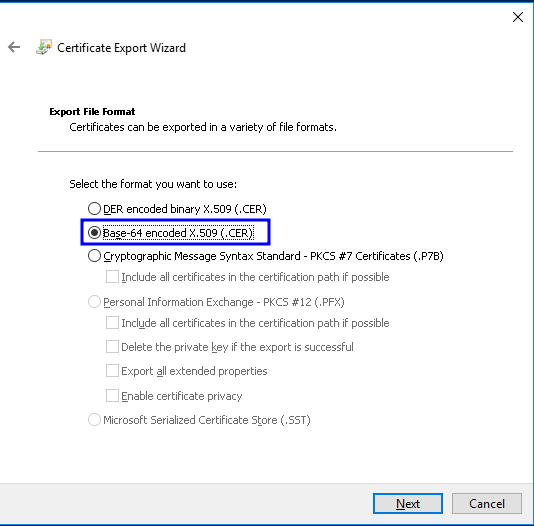 Certificate Export Wizard
Export File Format
Certificates can be exported in a variety of file formats.
Select the format you want to use:
DER encoded binary X.509 (.CER)
Base-64 encoded X.509 (.CER)
Cryptographic Message Syntax Standard - PKCS #7 Certificates (.P7B)
Include all certificates in the certification path if possible
Personal Information Exchange - PKCS #12 (.PFX)
Include all certificates in the certification path if possible
Delete the private key if the export is successful
Export all extended properties
Enable certificate privacy
Microsoft Serialized Certificate Store (.SST)
Next
Cancel